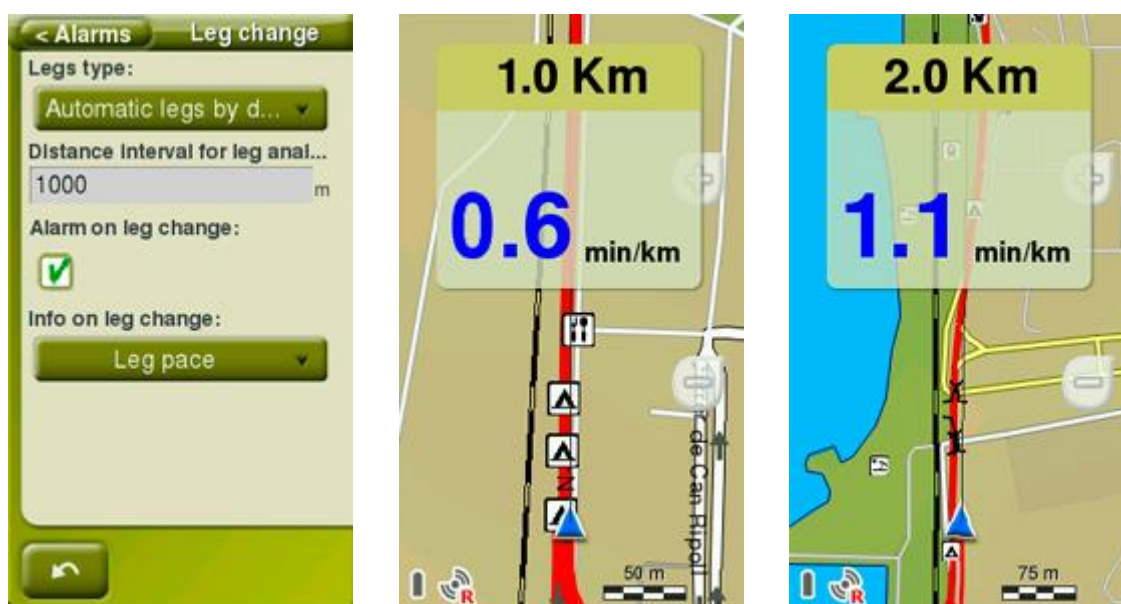 < Alarms
Leg change
Legs type:
Automatic legs by d...
Distance Interval for leg anal...
1000
m
Alarm on leg change:
Info on leg change:
Leg pace
1.0 Km
0.6 min/km
N
de Can Ripoll
50 m
R
2.0 Km
1.1 min/km
75 m
R